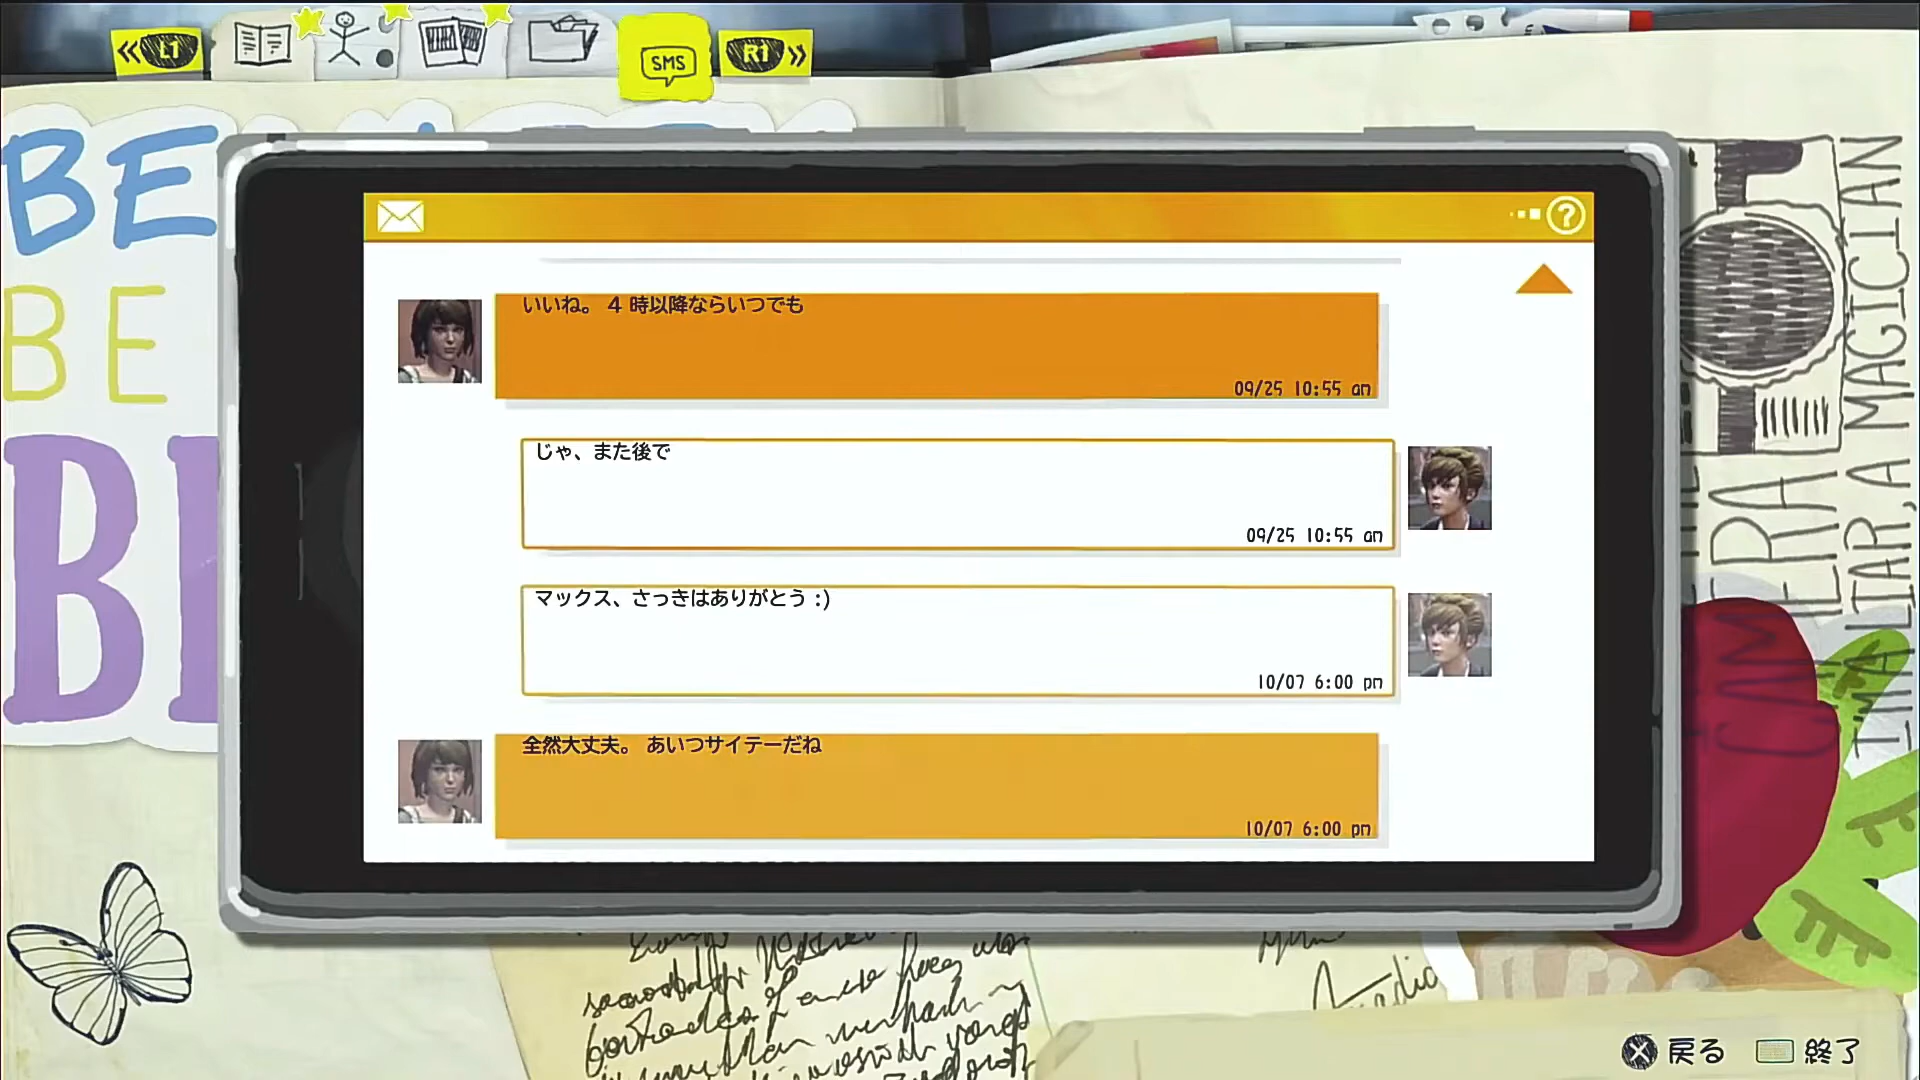 L1
SMS
R1
BE
BE
いいね。 4 時以降ならいつでも
09/25 10:55 am
じゃ、また後で
09/25 10:55 am
マックス、さっきはありがとう :)
10/07 6:00 pm
全然大丈夫。 あいつサイテーだね
10/07 6:00 pm
CAMERA
LIAR, A MAGICIAN
戻る
終了